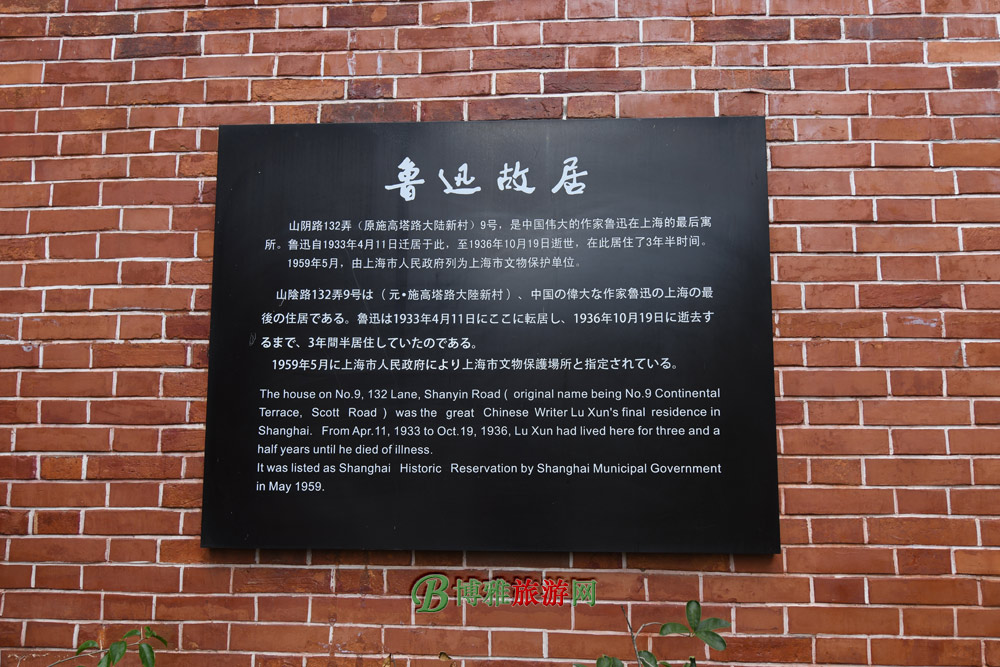 鲁迅故居
山阴路132弄（原施高塔路大陆新村）9号，是中国伟大的作家鲁迅在上海的最后寓
所。鲁迅自1933年4月11日迁居于此，至1936年10月19日逝世，在此居住了3年半时间。
1959年5月，由上海市人民政府列为上海市文物保护单位。
山陰路132弄9号は（元•施高塔路大陸新村）、中国の偉大な作家魯迅の上海の最
後の住居である。魯迅は1933年4月11日にここに転居し、1936年10月19日に逝去す
るまで、3年間半居住していたのである。
1959年5月に上海市人民政府により上海市文物保護場所と指定されている。
The house on No.9, 132 Lane, Shanyin Road ( original name being No.9 Continental
Terrace, Scott Road ) was the great Chinese Writer Lu Xun's final residence in
Shanghai. From Apr.11, 1933 to Oct.19, 1936, Lu Xun had lived here for three and a
half years until he died of illness.
It was listed as Shanghai Historic Reservation by Shanghai Municipal Government
in May 1959.
B博雅旅游网